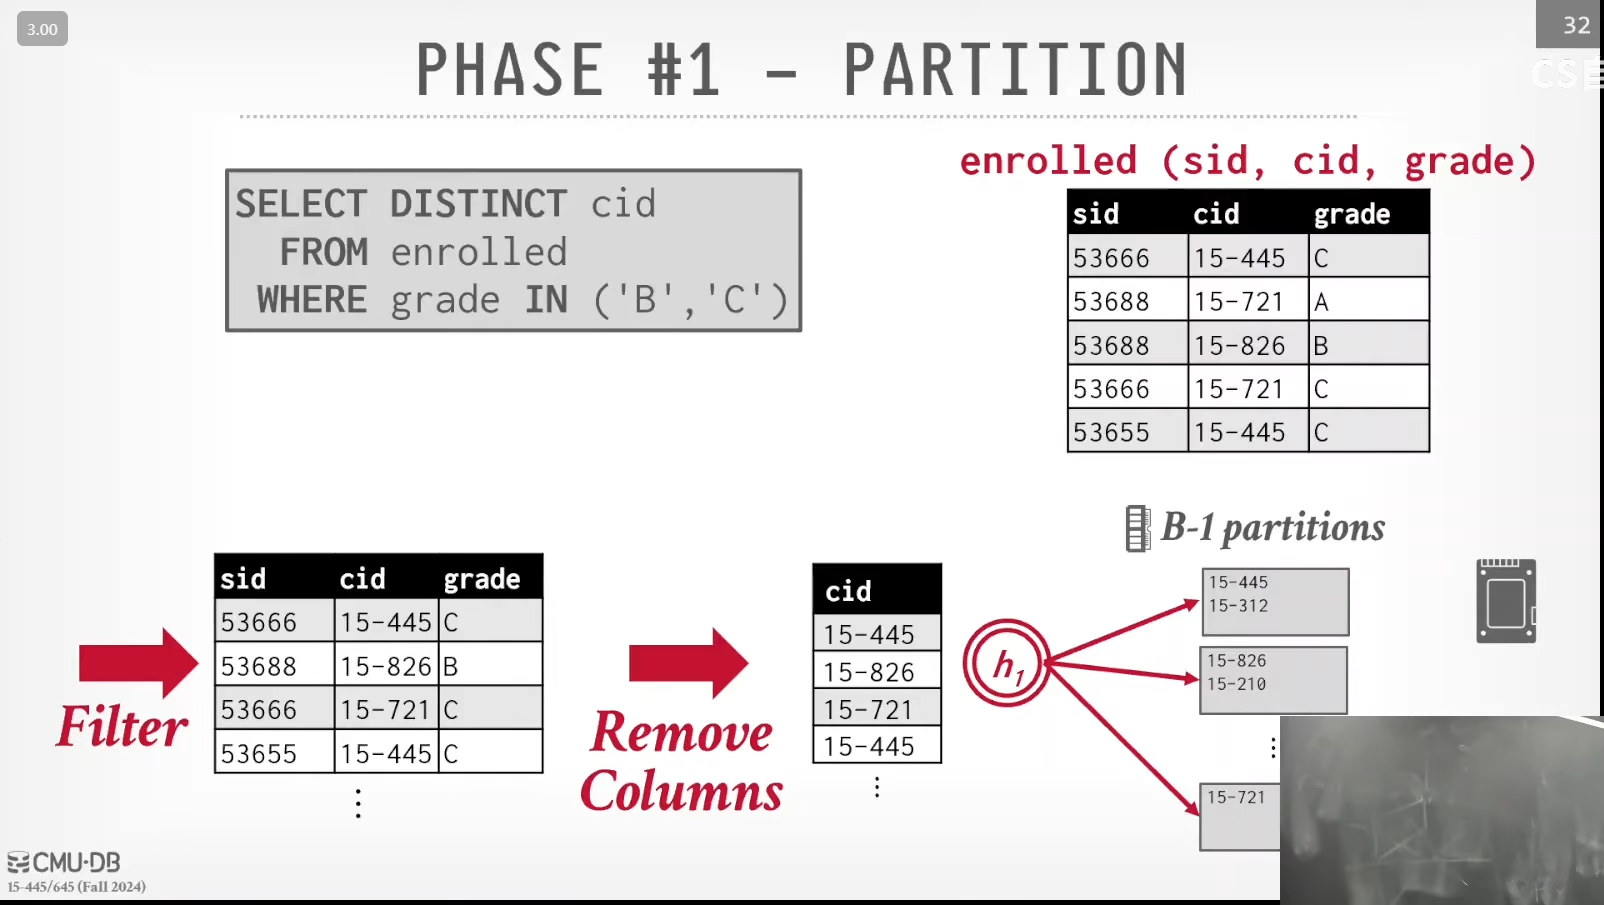 3.00
32
PHASE #1 – PARTITION
SELECT DISTINCT cid
FROM enrolled
WHERE grade IN ('B','C')
enrolled (sid, cid, grade)
sid cid grade
53666 15-445 C
53688 15-721 A
53688 15-826 B
53666 15-721 C
53655 15-445 C
Filter
sid cid grade
53666 15-445 C
53688 15-826 B
53666 15-721 C
53655 15-445 C
⋮
Remove
Columns
cid
15-445
15-826
15-721
15-445
⋮
h1
B-1 partitions
15-445
15-312
15-826
15-210
⋮
15-721
CMU·DB
15-445/645 (Fall 2024)